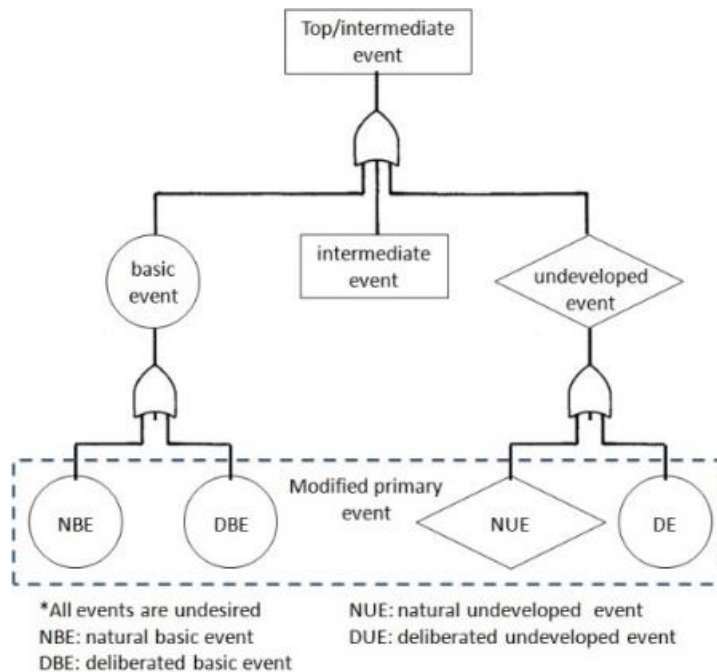 Top/intermediate
event
basic
event
intermediate
event
undeveloped
event
Modified primary
event
NBE
DBE
NUE
DE
*All events are undesired
NBE: natural basic event
DBE: deliberated basic event
NUE: natural undeveloped event
DUE: deliberated undeveloped event